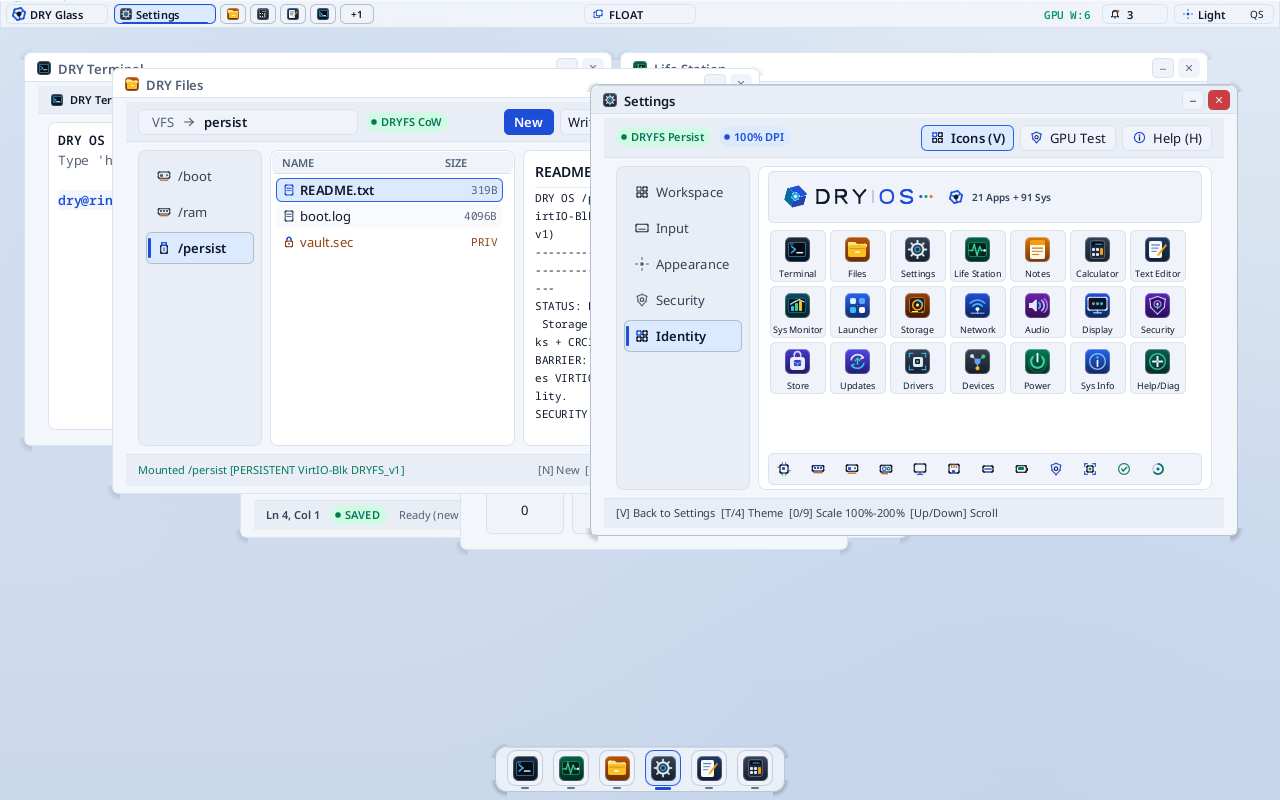 DRY Glass
Settings
+1
FLOAT
GPU W:6
3
Light
QS
DRY Terminal
Life Station
DRY Ter
DRY OS
Type 'h
dry@rin
DRY Files
VFS → persist
DRYFS CoW
New
Wri
/boot
/ram
/persist
NAME
SIZE
README.txt
319B
boot.log
4096B
vault.sec
PRIV
README
DRY OS /p
virtIO-Blk
v1)
---------
---------
---
STATUS:
Storage
ks + CRC
BARRIER:
es VIRTIO
lity.
SECURITY
Mounted /persist [PERSISTENT VirtIO-Blk DRYFS_v1]
[N] New [
Ln 4, Col 1
SAVED
Ready (new
0
Settings
DRYFS Persist
100% DPI
Icons (V)
GPU Test
Help (H)
Workspace
Input
Appearance
Security
Identity
DRY|OS
21 Apps + 91 Sys
Terminal
Files
Settings
Life Station
Notes
Calculator
Text Editor
Sys Monitor
Launcher
Storage
Network
Audio
Display
Security
Store
Updates
Drivers
Devices
Power
Sys Info
Help/Diag
[V] Back to Settings [T/4] Theme [0/9] Scale 100%-200% [Up/Down] Scroll